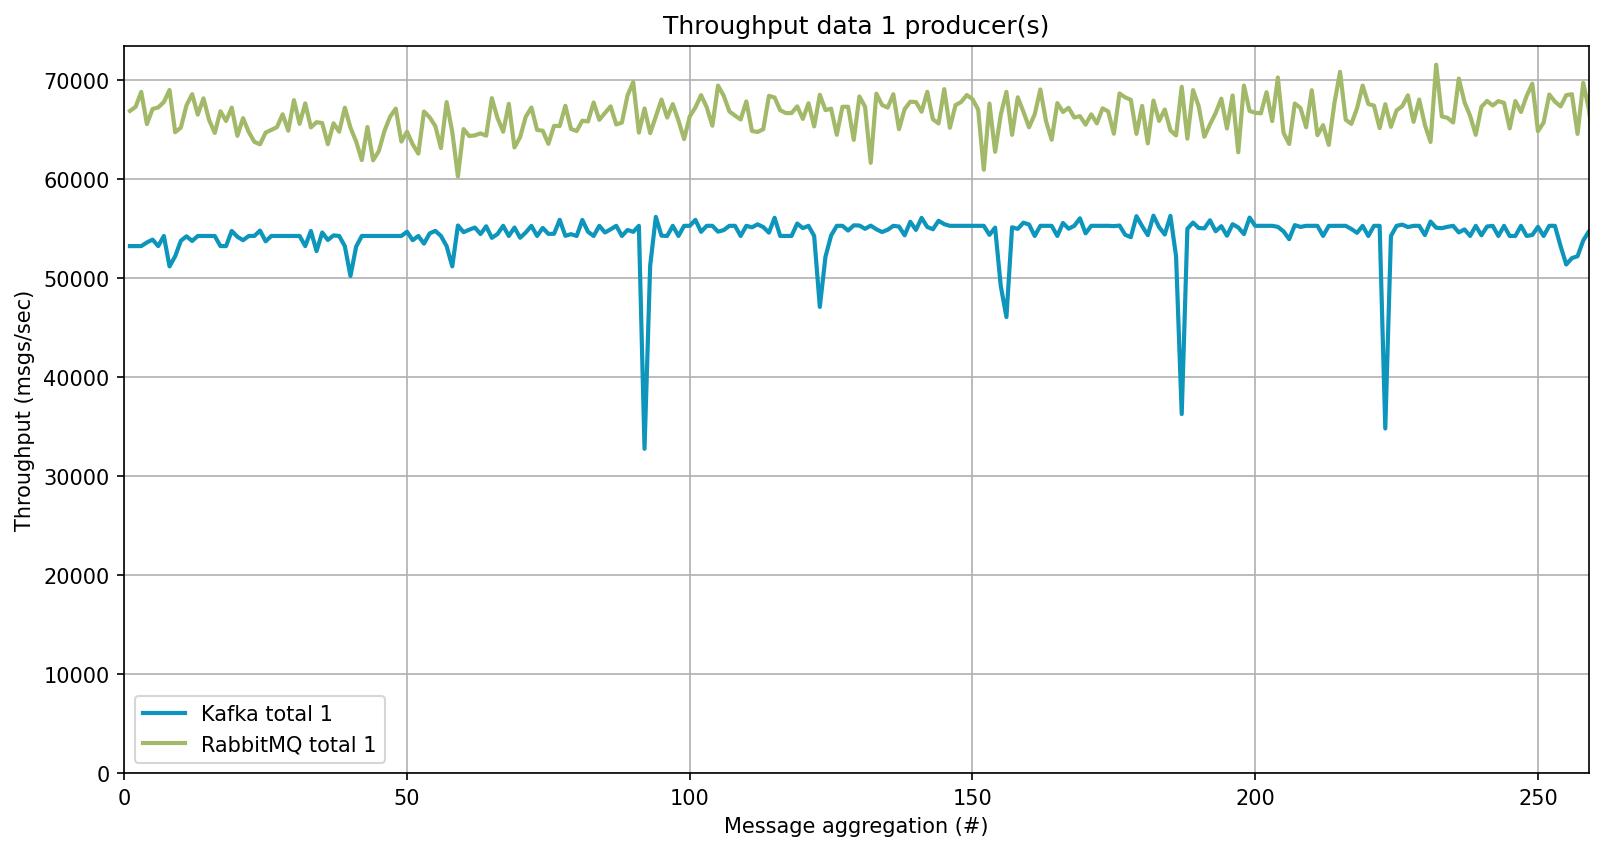 Throughput data 1 producer(s)
70000
60000
50000
40000
30000
20000
10000
0
Throughput (msgs/sec)
Kafka total 1
RabbitMQ total 1
0 50 100 150 200 250
Message aggregation (#)